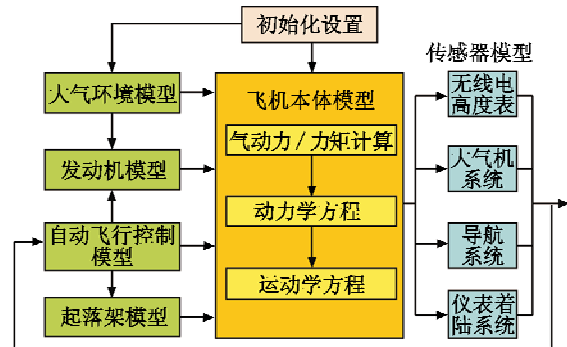 初始化设置
传感器模型
大气环境模型
飞机本体模型
无线电
高度表
气动力/力矩计算
发动机模型
大气机
系统
动力学方程
自动飞行控制
模型
导航
系统
运动学方程
起落架模型
仪表着
陆系统